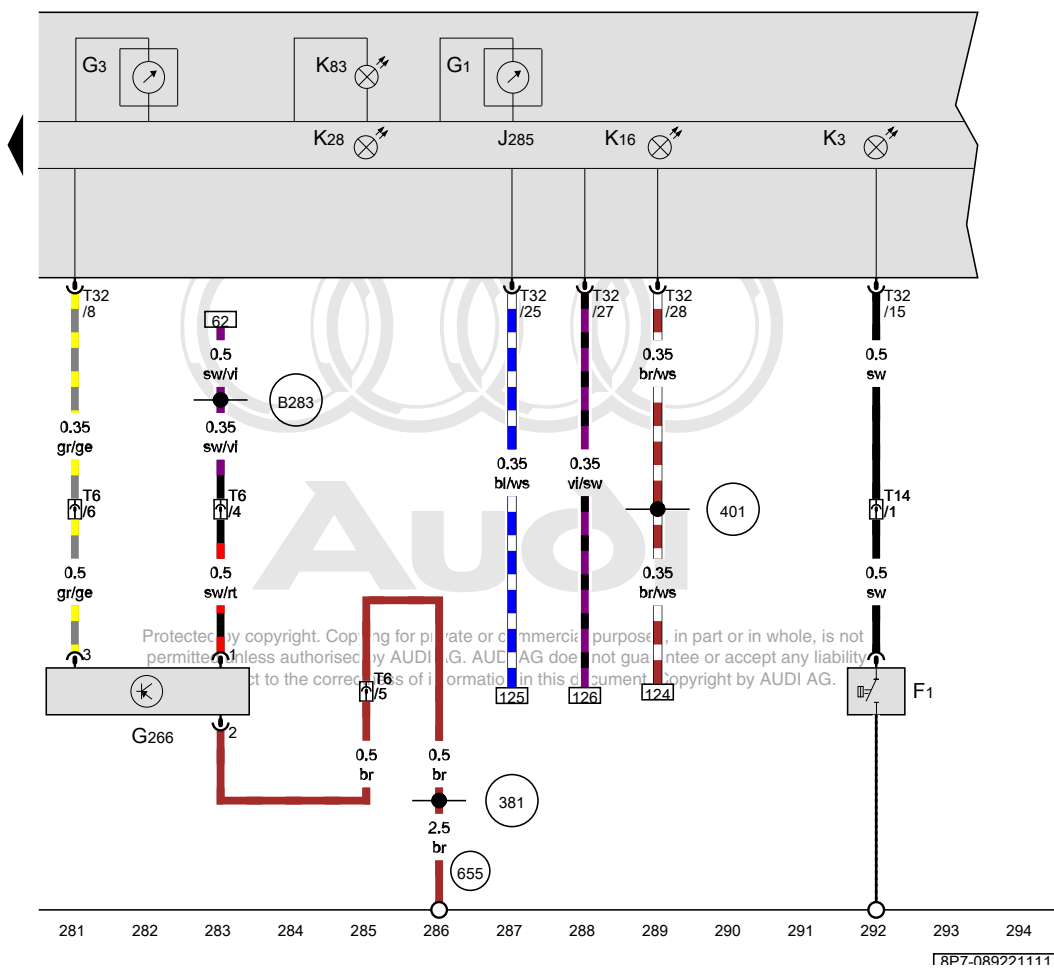 G3 K83 G1
K28 J285 K16 K3
T32 /8
T32 /25
T32 /27
T32 /28
T32 /15
62
0.5 sw/vi
0.35 br/ws
0.5 sw
B283
0.35 gr/ge
0.35 sw/vi
0.35 bl/ws
0.35 vi/sw
T6 /6
T6 /4
401
T14 /1
Audi
0.5 gr/ge
0.5 sw/rt
0.35 br/ws
0.5 sw
Protected by copyright. Copying for private or commercial purposes, in part or in whole, is not
permitted unless authorised by AUDI AG. AUDI AG does not guarantee or accept any liability
to the correctness of information in this document. Copyright by AUDI AG.
3 1
T6 /5
125 126 124
F1
G266 2
0.5 br
0.5 br
381
2.5 br
655
281 282 283 284 285 286 287 288 289 290 291 292 293 294
8P7-089221111